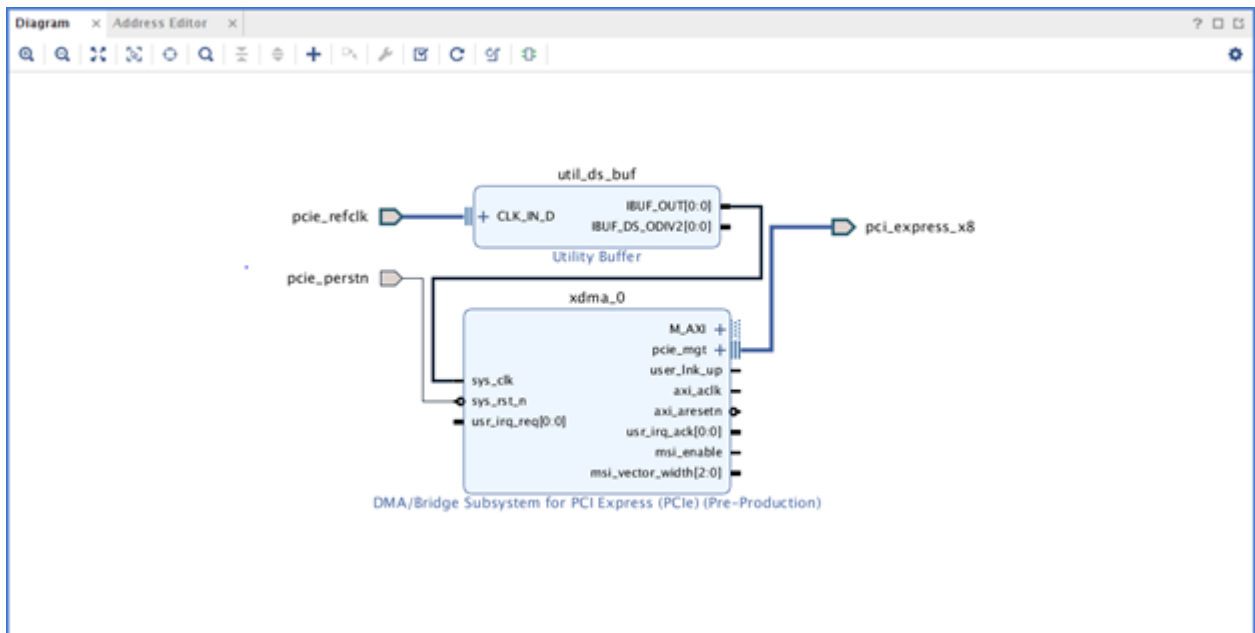 Diagram × Address Editor ×
util_ds_buf
pcie_refclk
CLK_IN_D
IBUF_OUT[0:0]
IBUF_DS_ODIV2[0:0]
Utility Buffer
pci_express_x8
pcie_perstn
xdma_0
M_AXI
pcie_mgt
user_lnk_up
sys_clk
axi_aclk
sys_rst_n
axi_aresetn
usr_irq_req[0:0]
usr_irq_ack[0:0]
msi_enable
msi_vector_width[2:0]
DMA/Bridge Subsystem for PCI Express (PCIe) (Pre-Production)